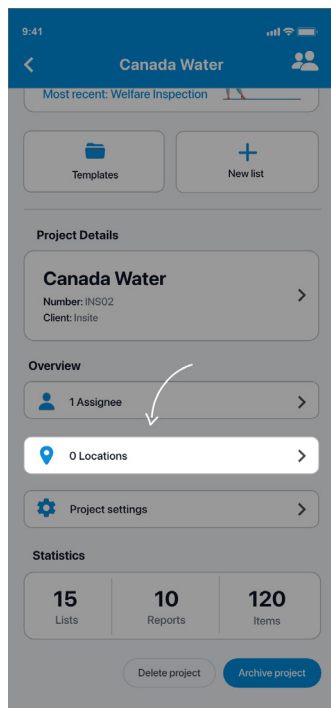 9:41
Canada Water
Most recent: Welfare Inspection
Templates
New list
Project Details
Canada Water
Number: INS02
Client: Insite
Overview
1 Assignee
0 Locations
Project settings
Statistics
15
Lists
10
Reports
120
Items
Delete project
Archive project